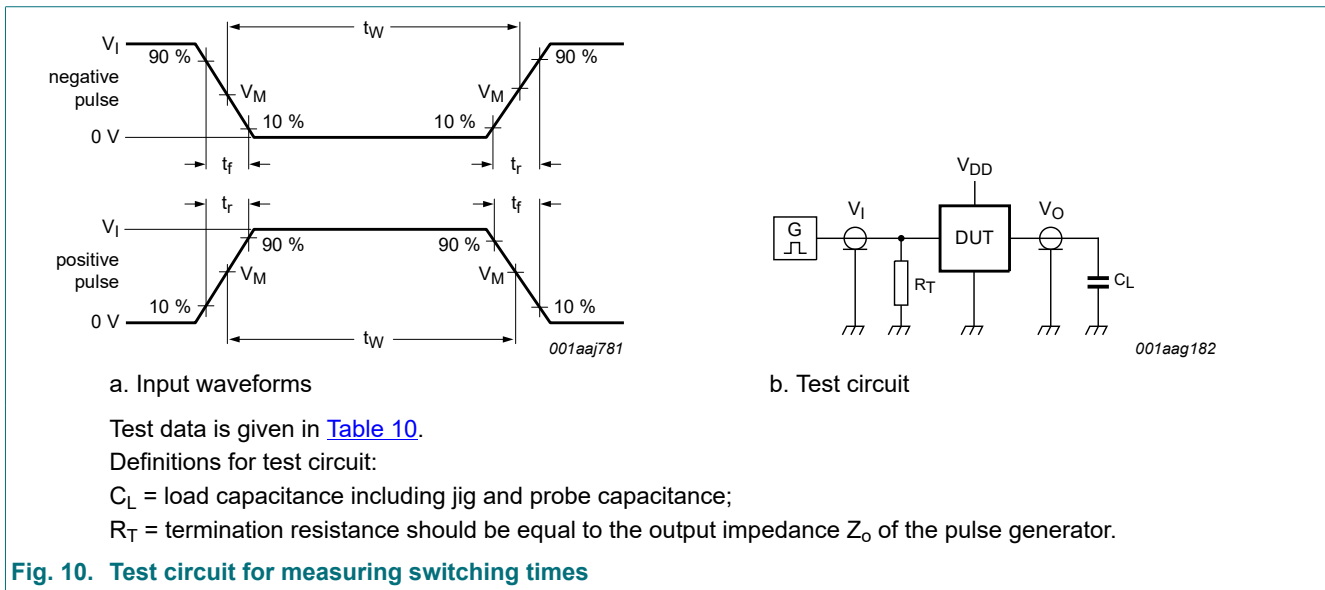 tW
VI
90 %
90 %
negative
pulse
VM
VM
10 %
10 %
0 V
tf
tr
tr
tf
VI
90 %
90 %
positive
pulse
VM
VM
10 %
10 %
0 V
tW
001aaj781
a. Input waveforms
VDD
VI
VO
G
DUT
RT
CL
001aag182
b. Test circuit
Test data is given in Table 10.
Definitions for test circuit:
CL = load capacitance including jig and probe capacitance;
RT = termination resistance should be equal to the output impedance Zo of the pulse generator.
Fig. 10. Test circuit for measuring switching times